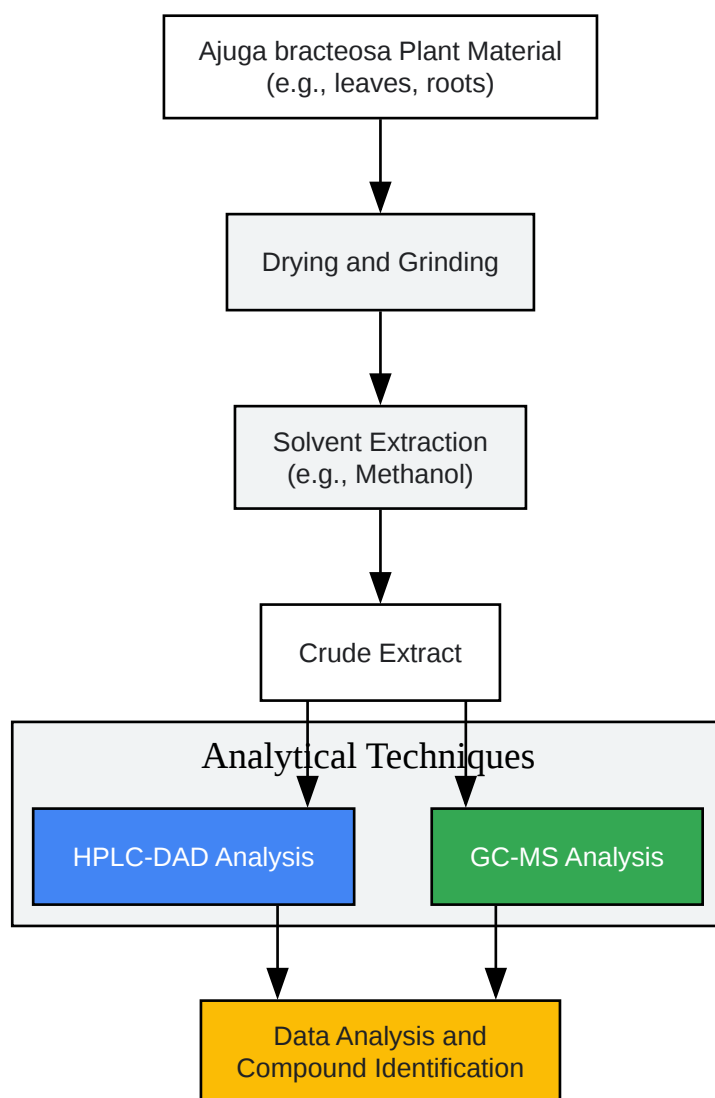 Ajuga bracteosa Plant Material
(e.g., leaves, roots)
Drying and Grinding
Solvent Extraction
(e.g., Methanol)
Crude Extract
Analytical Techniques
HPLC-DAD Analysis
GC-MS Analysis
Data Analysis and
Compound Identification